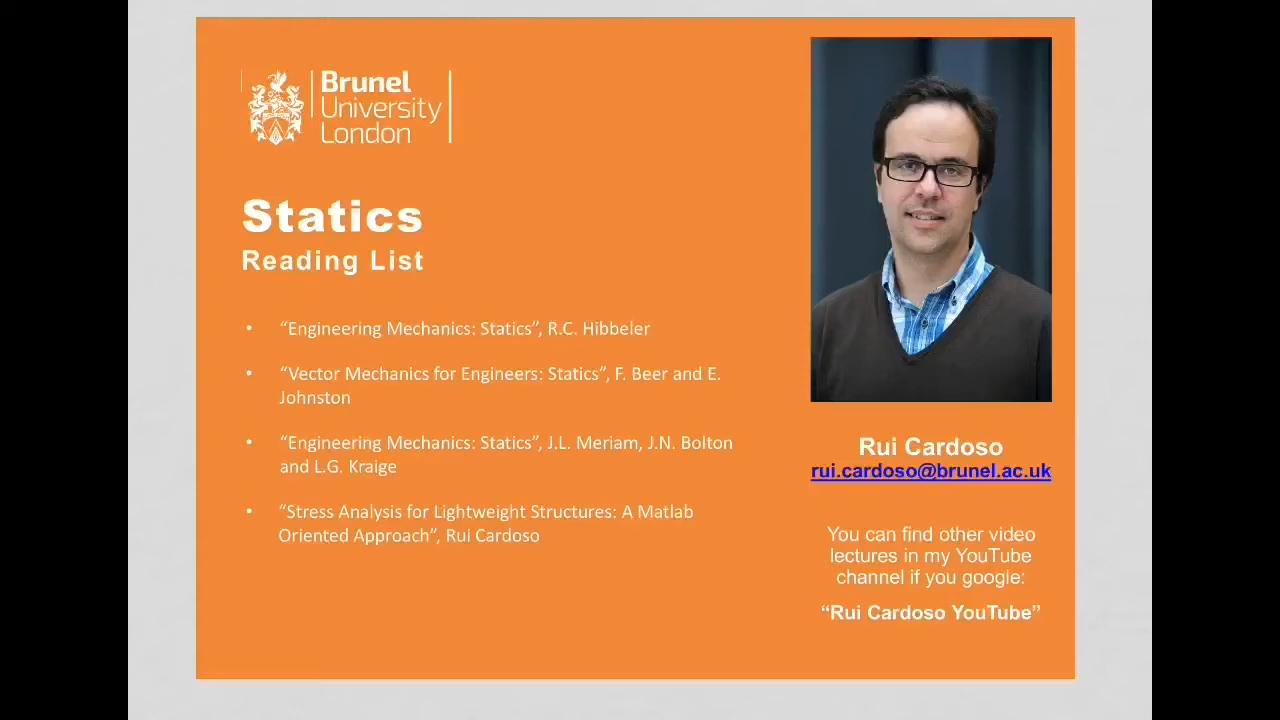 Brunel
University
London
Statics
Reading List
• “Engineering Mechanics: Statics”, R.C. Hibbeler
• “Vector Mechanics for Engineers: Statics”, F. Beer and E.
Johnston
• “Engineering Mechanics: Statics”, J.L. Meriam, J.N. Bolton
and L.G. Kraige
• “Stress Analysis for Lightweight Structures: A Matlab
Oriented Approach”, Rui Cardoso
Rui Cardoso
rui.cardoso@brunel.ac.uk
You can find other video
lectures in my YouTube
channel if you google:
“Rui Cardoso YouTube”